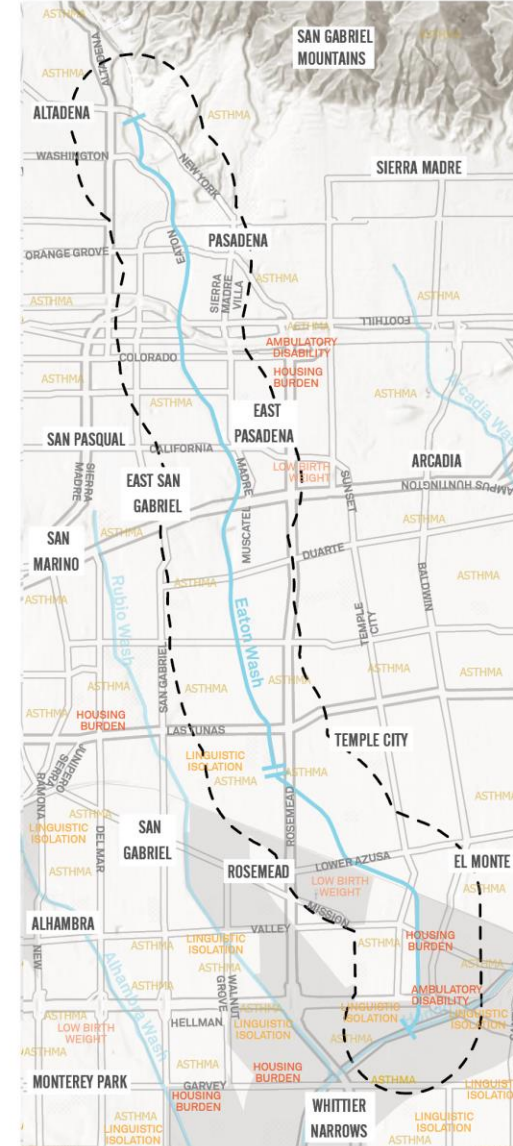 ASTHMA
SAN GABRIEL
MOUNTAINS
ALTADENA
ASTHMA
ALTADENA
ASTHMA
WASHINGTON
NEW YORK
SIERRA MADRE
ORANGE GROVE
EATON
PASADENA
SIERRA
MADRE
VILLA
ASTHMA
ASTHMA
ASTHMA
FOOTHILL
COLORADO
AMBULATORY
DISABILITY
HOUSING
BURDEN
ASTHMA
ASTHMA
ASTHMA
Arcadia Wash
EAST
PASADENA
SAN PASQUAL
CALIFORNIA
SIERRA
MADRE
EAST SAN
GABRIEL
MADRE
MUSCATEL
LOW BIRTH
WEIGHT
SUNSET
ARCADIA
HUNTINGTON
CAMPUS
SAN
MARINO
ASTHMA
ASTHMA
DUARTE
BALDWIN
ASTHMA
ASTHMA
ASTHMA
Rubio Wash
Eaton Wash
TEMPLE
CITY
SAN GABRIEL
ASTHMA
ASTHMA
ASTHMA
ASTHMA
HOUSING
BURDEN
LAS TUNAS
TEMPLE CITY
JUNIPERO
SERRA
LINGUISTIC
ISOLATION
ASTHMA
ASTHMA
ASTHMA
RAMONA
DEL MAR
ASTHMA
LINGUISTIC
ISOLATION
SAN
GABRIEL
ROSEMEAD
ASTHMA
ROSEMEAD
LOWER AZUSA
EL MONTE
LOW BIRTH
WEIGHT
ASTHMA
MISSION
ALHAMBRA
VALLEY
NEW
LINGUISTIC
ISOLATION
ASTHMA
ASTHMA
HOUSING
BURDEN
ASTHMA
Alhambra Wash
WALNUT
GROVE
AMBULATORY
DISABILITY
ASTHMA
LOW BIRTH
WEIGHT
HELLMAN
LINGUISTIC
ISOLATION
LINGUISTIC
ISOLATION
LINGUISTIC
ISOLATION
ASTHMA
ASTHMA
ASTHMA
MONTEREY PARK
GARVEY
HOUSING
BURDEN
HOUSING
BURDEN
ASTHMA
WHITTIER
NARROWS
ASTHMA
LINGUISTIC
ISOLATION
LINGUISTIC
ISOLATION